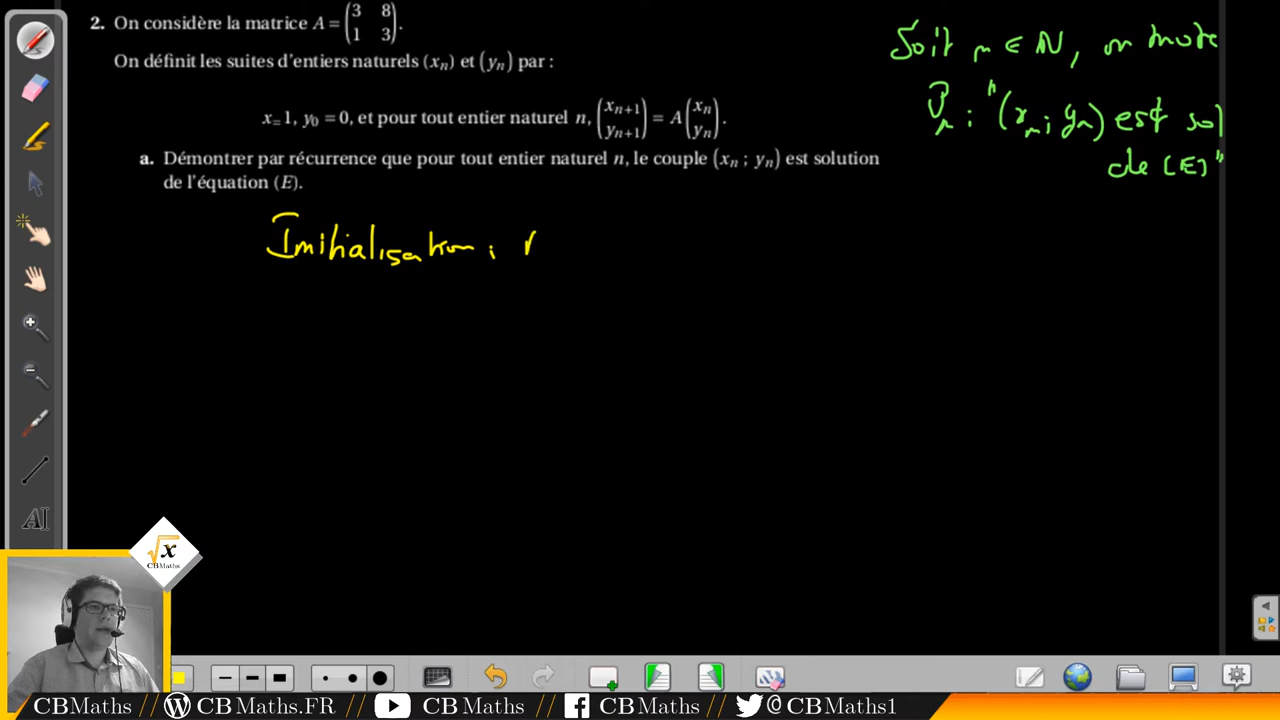 2. On considère la matrice A = (3 8
1 3).
On définit les suites d'entiers naturels (xn) et (yn) par :
x=1, y0 = 0, et pour tout entier naturel n, (xn+1
yn+1) = A (xn
yn).
a. Démontrer par récurrence que pour tout entier naturel n, le couple (xn ; yn) est solution
de l'équation (E).
Soit n ∈ N, on note
Pn : "(xn ; yn) est sol
de (E)"
Initialisation :
√x
CBMaths
AI
CBMaths CBMaths.FR CBMaths CBMaths @CBMaths1